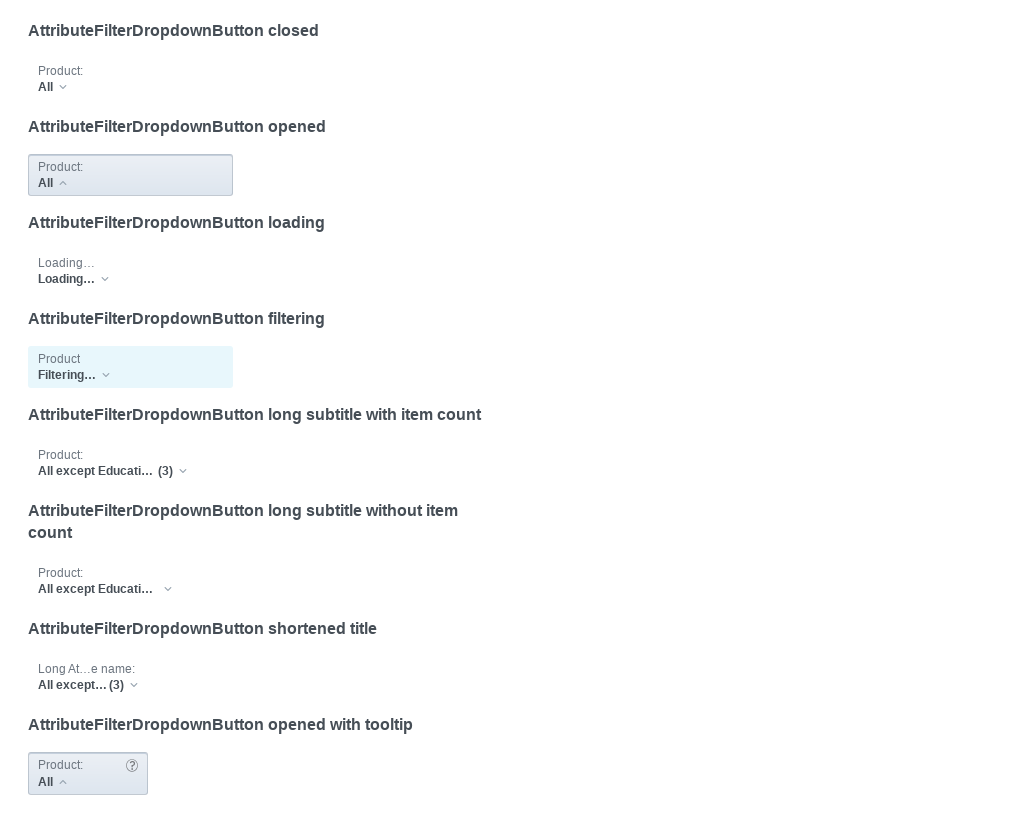 AttributeFilterDropdownButton closed
Product:
All
AttributeFilterDropdownButton opened
Product:
All
AttributeFilterDropdownButton loading
Loading…
Loading…
AttributeFilterDropdownButton filtering
Product
Filtering…
AttributeFilterDropdownButton long subtitle with item count
Product:
All except Educati… (3)
AttributeFilterDropdownButton long subtitle without item
count
Product:
All except Educati…
AttributeFilterDropdownButton shortened title
Long At…e name:
All except… (3)
AttributeFilterDropdownButton opened with tooltip
Product: ?
All